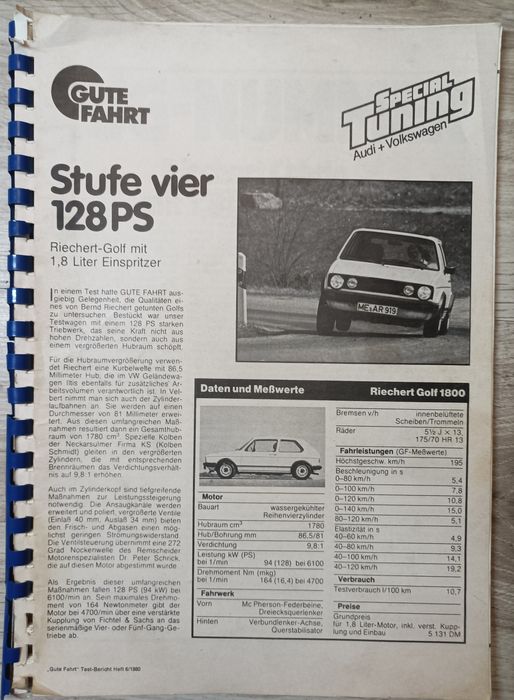 GUTE
FAHRT
SPECIAL
Tuning
Audi + Volkswagen
Stufe vier
128 PS
Riechert-Golf mit
1,8 Liter Einspritzer
In einem Test hatte GUTE FAHRT aus-
giebig Gelegenheit, die Qualitäten ei-
nes von Bernd Riechert getunten Golfs
zu untersuchen. Bestückt war unser
Testwagen mit einem 128 PS starken
Triebwerk, das seine Kraft nicht aus
hohen Drehzahlen, sondern auch aus
einem vergrößerten Hubraum schöpft.
Für die Hubraumvergrößerung verwen-
det Riechert eine Kurbelwelle mit 86,5
Millimeter Hub, die im VW Geländewa-
gen Iltis ebenfalls für zusätzliches Ar-
beitsvolumen verantwortlich ist. In Vel-
bert nimmt man sich auch der Zylinder-
laufbahnen an. Sie werden auf einen
Durchmesser von 81 Millimeter erwei-
tert. Aus diesen umfangreichen Maß-
nahmen resultiert dann ein Gesamthub-
raum von 1780 cm³. Spezielle Kolben
der Neckarsulmer Firma KS (Kolben
Schmidt) gleiten in den vergrößerten
Zylindern, die mit entsprechenden
Brennräumen das Verdichtungsverhält-
nis auf 9,8:1 erhöhen.
Auch im Zylinderkopf sind tiefgreifende
Maßnahmen zur Leistungssteigerung
notwendig. Die Ansaugkanäle werden
erweitert und poliert, vergrößerte Ventile
(Einlaß 40 mm, Auslaß 34 mm) bieten
den Frisch- und Abgasen einen mög-
lichst geringen Strömungswiderstand.
Die Ventilsteuerung übernimmt eine 272
Grad Nockenwelle des Remscheider
Motorenspezialisten Dr. Peter Schrick,
die auf diesen Motor abgestimmt wurde.
Als Ergebnis dieser umfangreichen
Maßnahmen fallen 128 PS (94 kW) bei
6100/min an. Sein maximales Drehmo-
ment von 164 Newtonmeter gibt der
Motor bei 4700/min über eine verstärkte
Kupplung von Fichtel & Sachs an das
serienmäßige Vier- oder Fünf-Gang-Ge-
triebe ab.
ME·AR 919
Daten und Meßwerte Riechert Golf 1800
Motor
Bauart wassergekühlter
Reihenvierzylinder
Hubraum cm³ 1780
Hub/Bohrung mm 86,5/81
Verdichtung 9,8:1
Leistung kW (PS)
bei 1/min 94 (128) bei 6100
Drehmoment Nm (mkg)
bei 1/min 164 (16,4) bei 4700
Fahrwerk
Vorn Mc Pherson-Federbeine,
Dreiecksquerlenker
Hinten Verbundlenker-Achse,
Querstabilisator
Bremsen v/h innenbelüftete
Scheiben/Trommeln
Räder 5½ J × 13,
175/70 HR 13
Fahrleistungen (GF-Meßwerte)
Höchstgeschw. km/h 195
Beschleunigung in s
0–80 km/h 5,4
0–100 km/h 7,8
0–120 km/h 10,8
0–140 km/h 15,0
80–120 km/h 5,1
Elastizität in s
40–60 km/h 4,9
40–80 km/h 9,3
40–100 km/h 14,1
40–120 km/h 19,2
Verbrauch
Testverbrauch l/100 km 10,7
Preise
Grundpreis
für 1,8 Liter-Motor, inkl. verst. Kupp-
lung und Einbau 5 131 DM
„Gute Fahrt" Test-Bericht Heft 6/1980